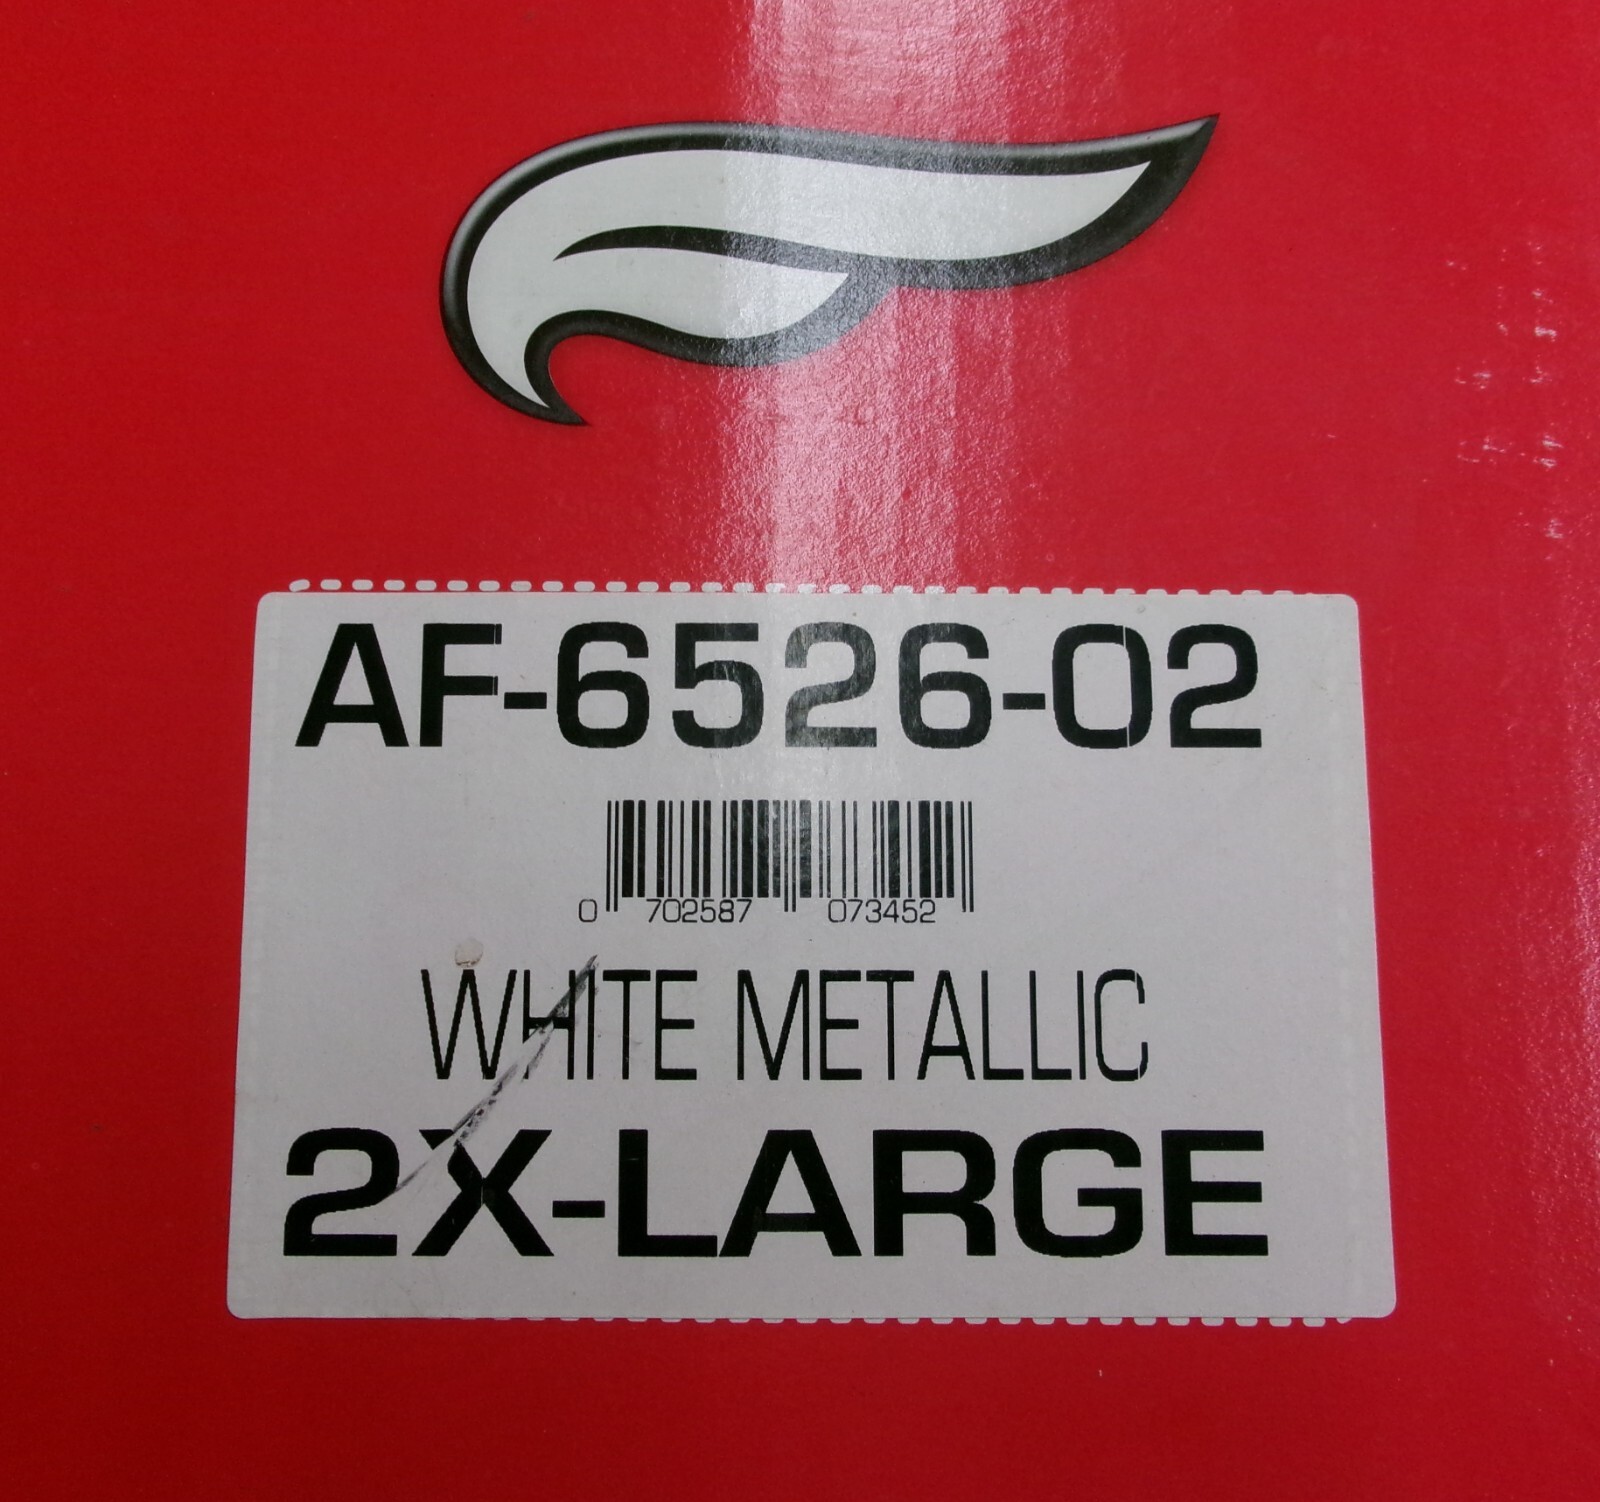 AF-6526-02
0 702587 073452
WHITE METALLIC
2X-LARGE